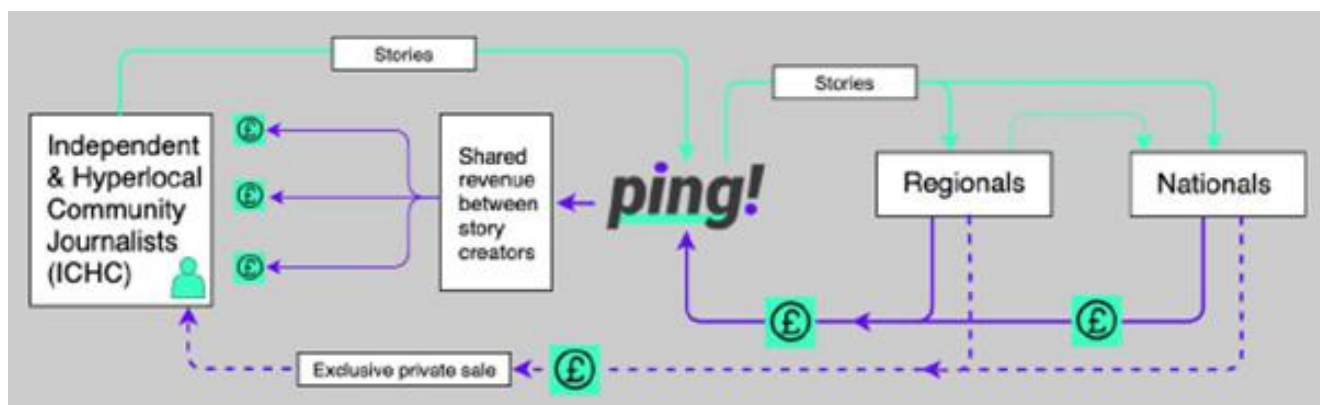 Stories
Stories
Independent
& Hyperlocal
Community
Journalists
(ICHC)
£
£
£
Shared
revenue
between
story
creators
ping!
Regionals
Nationals
£
£
Exclusive private sale
£